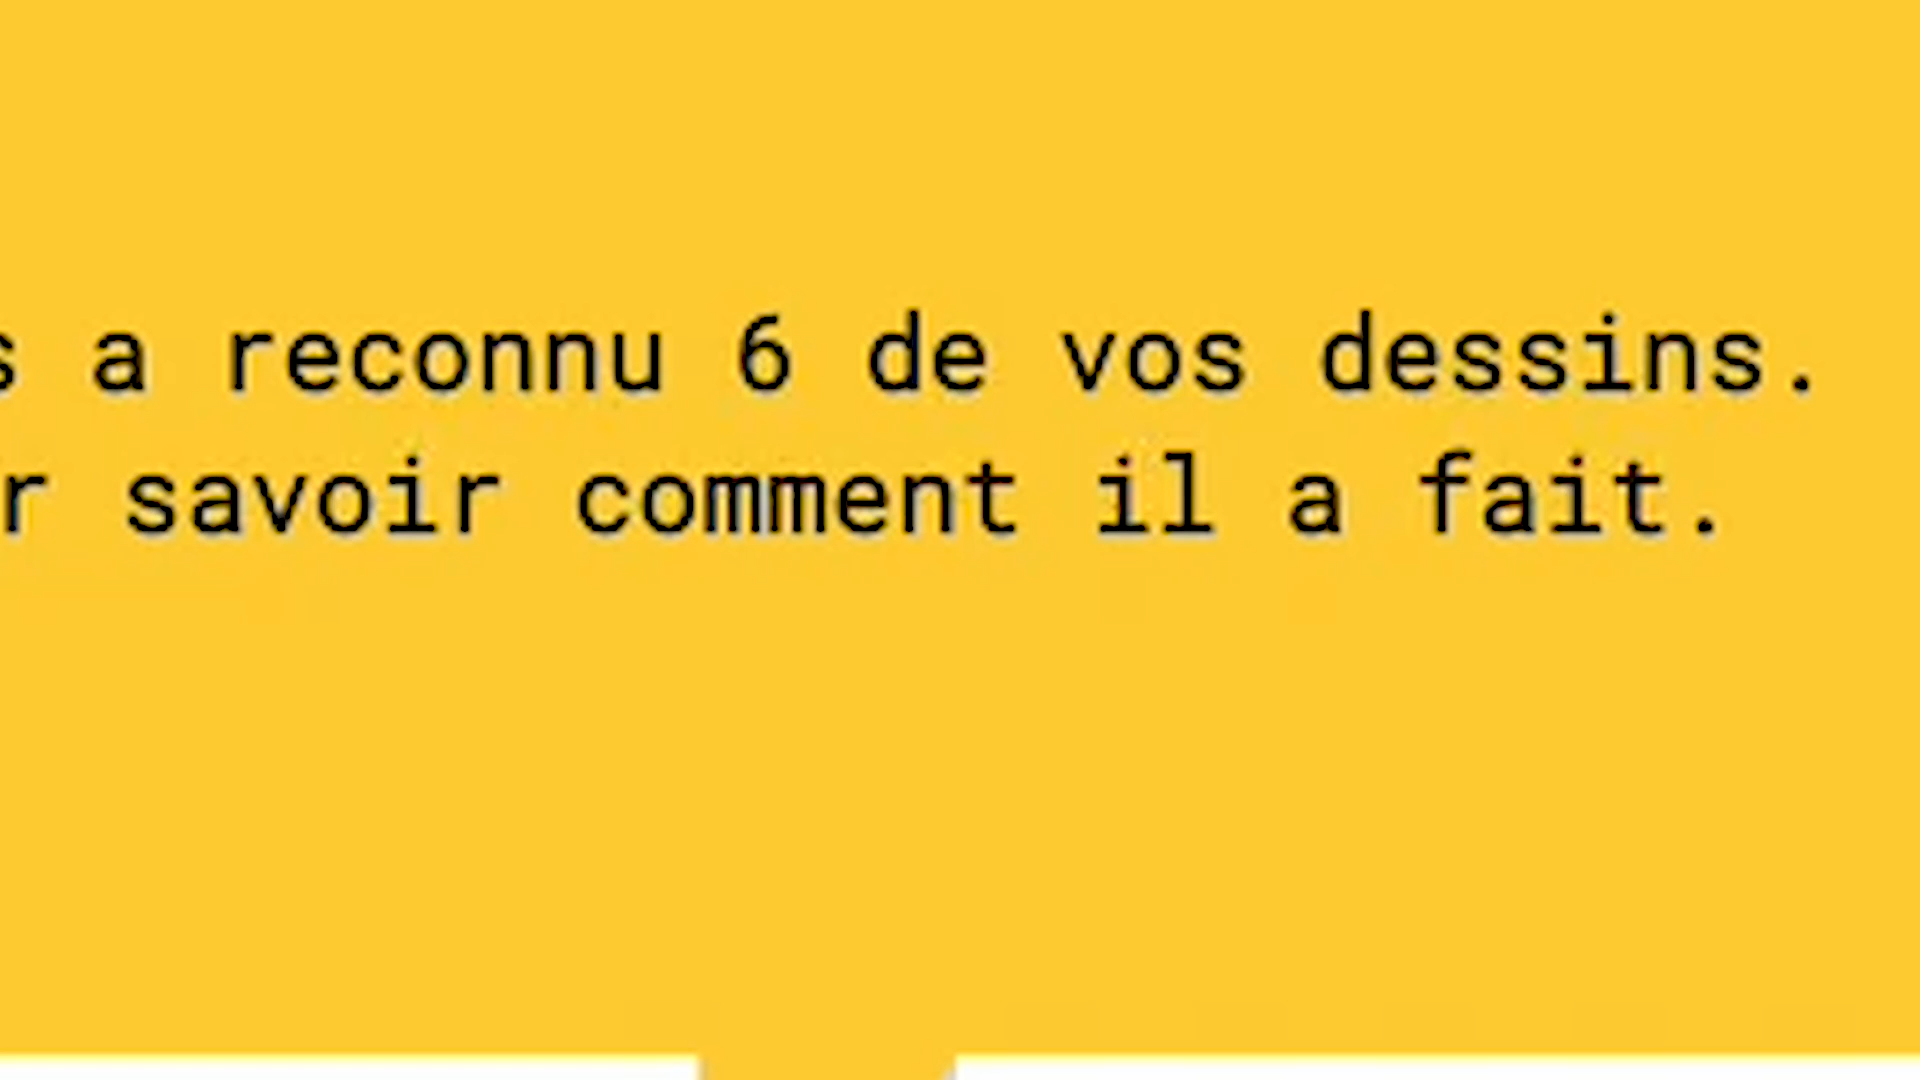 s a reconnu 6 de vos dessins.
r savoir comment il a fait.